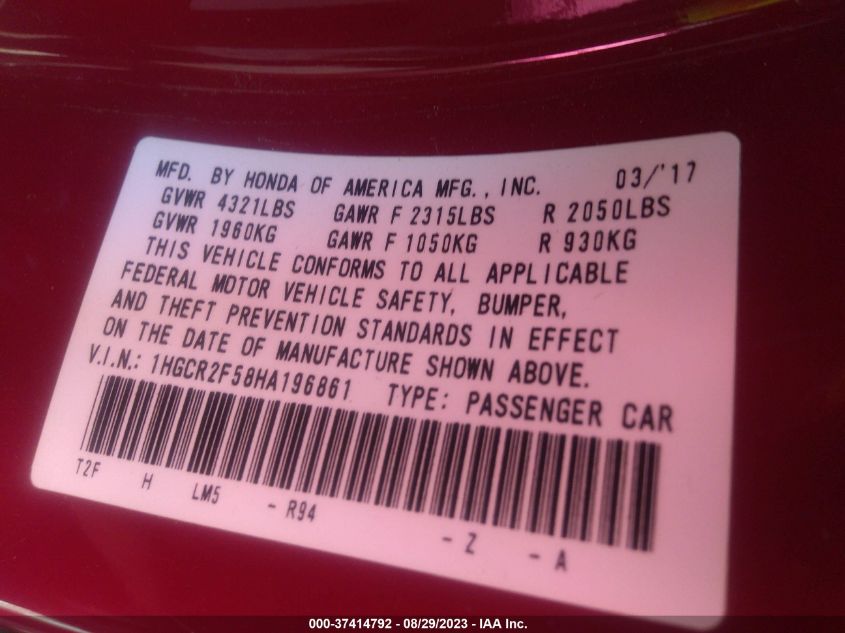 MFD. BY HONDA OF AMERICA MFG., INC. 03/'17
GVWR 4321LBS GAWR F 2315LBS R 2050LBS
GVWR 1960KG GAWR F 1050KG R 930KG
THIS VEHICLE CONFORMS TO ALL APPLICABLE
FEDERAL MOTOR VEHICLE SAFETY, BUMPER,
AND THEFT PREVENTION STANDARDS IN EFFECT
ON THE DATE OF MANUFACTURE SHOWN ABOVE.
V.I.N.: 1HGCR2F58HA196861 TYPE: PASSENGER CAR
T2F H LM5 - R94 - Z - A
000-37414792 - 08/29/2023 - IAA Inc.